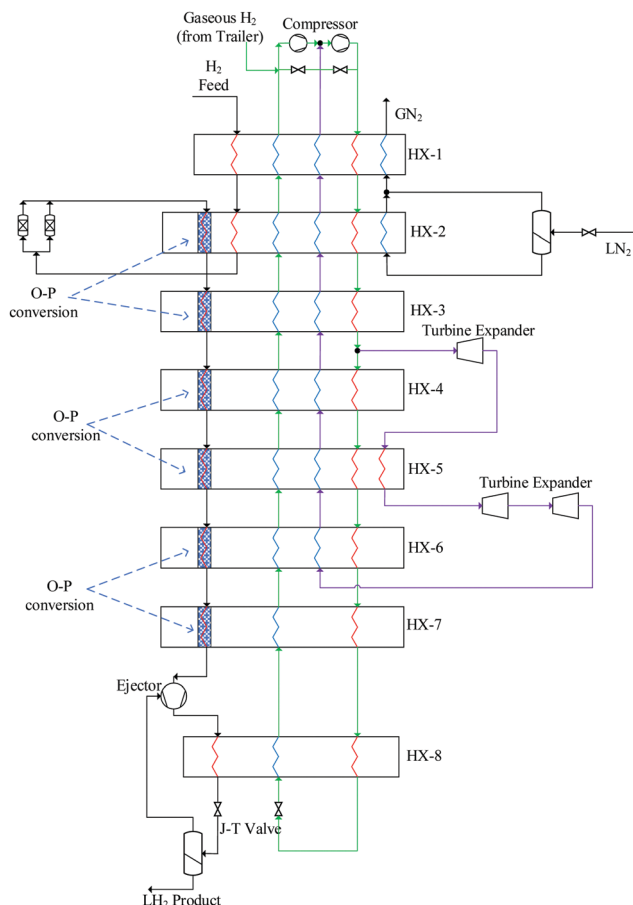 Gaseous H2
(from Trailer)
Compressor
H2
Feed
GN2
HX-1
HX-2
LN2
O-P
conversion
HX-3
Turbine Expander
HX-4
O-P
conversion
HX-5
Turbine Expander
HX-6
O-P
conversion
HX-7
Ejector
HX-8
J-T Valve
LH2 Product